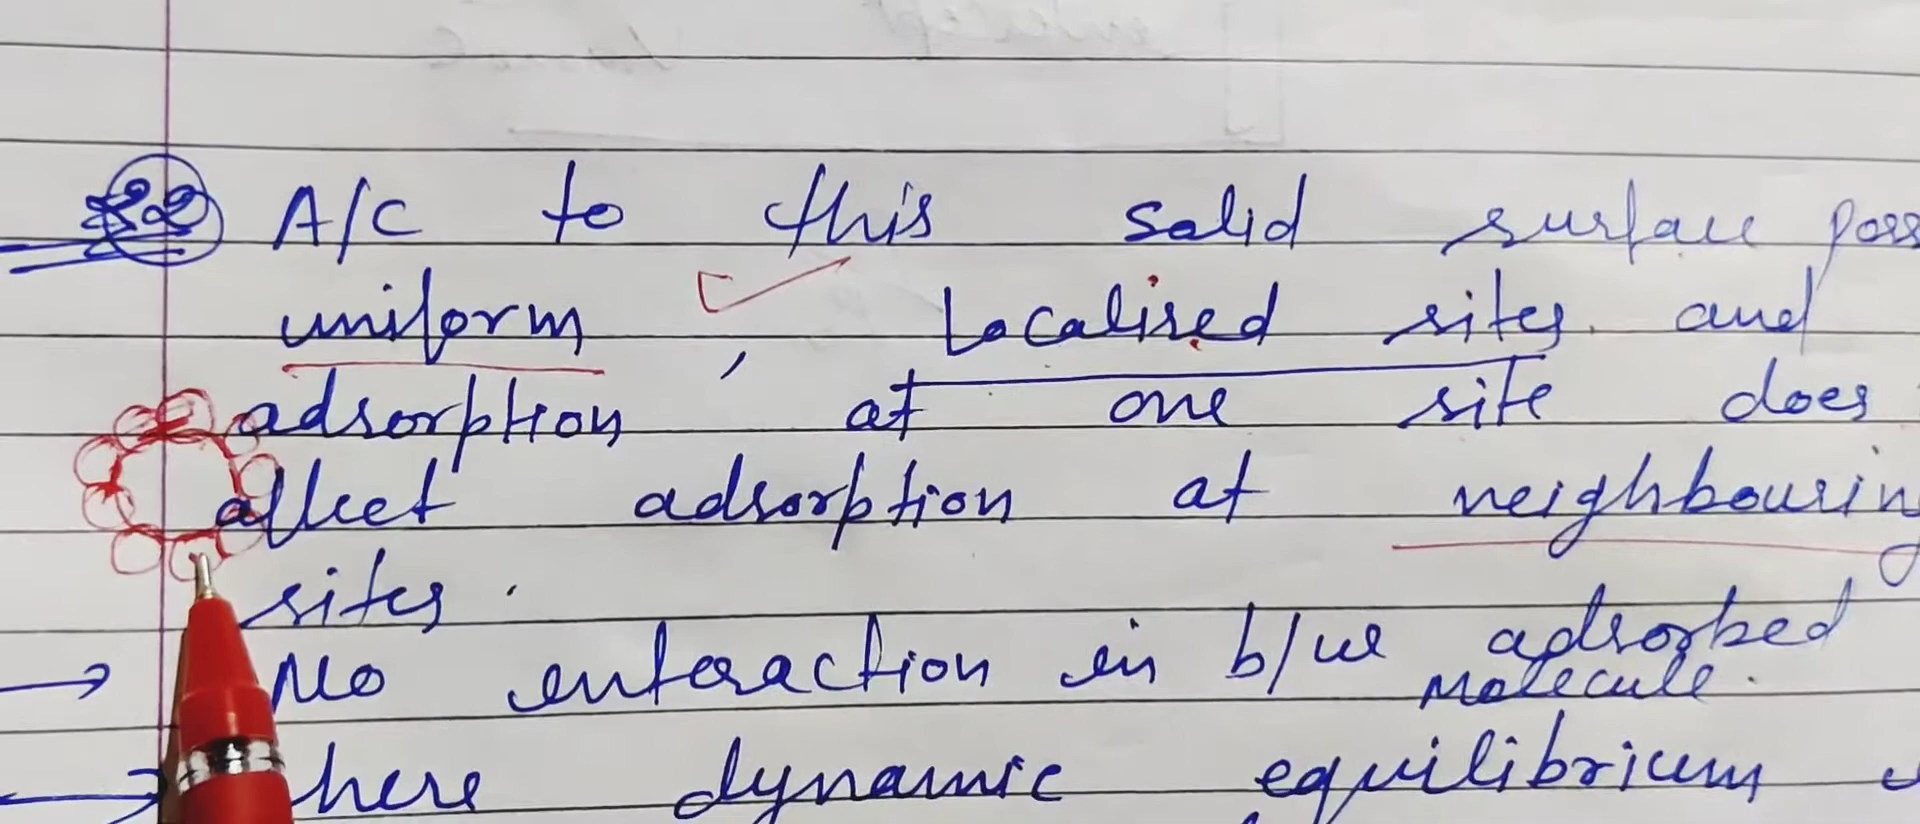 A/C to this solid surface poss
uniform, Localised sites and
adsorption at one site does
affect adsorption at neighbouring
sites.
No interaction in b/w adsorbed
Molecule.
here dynamic equilibrium